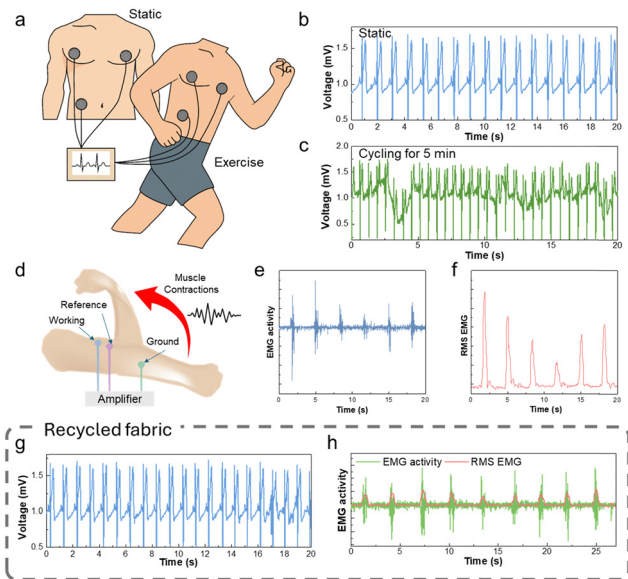 a
Static
Exercise
b
Static
Voltage (mV)
1.5
1.0
0.5
0 2 4 6 8 10 12 14 16 18 20
Time (s)
c
Cycling for 5 min
Voltage (mV)
2.0
1.5
1.0
0.5
0 5 10 15 20
Time (s)
d
Muscle
Contractions
Reference
Working
Ground
Amplifier
e
EMG activity
0 5 10 15 20
Time (s)
f
RMS EMG
0 5 10 15 20
Time (s)
Recycled fabric
g
Voltage (mV)
1.5
1.0
0.5
0 2 4 6 8 10 12 14 16 18 20
Time (s)
h
EMG activity RMS EMG
EMG activity
0 5 10 15 20 25
Time (s)